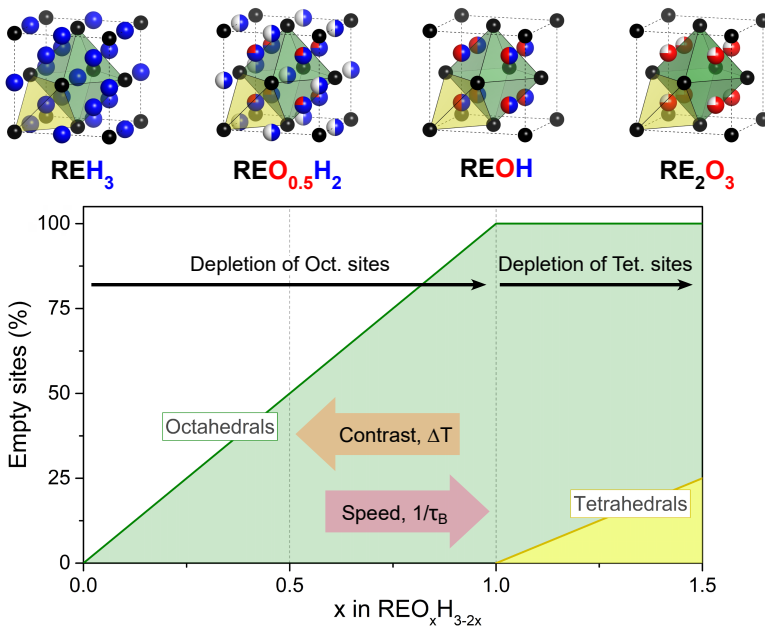 REH₃ REO₀.₅H₂ REOH RE₂O₃
100
75
50
25
0
Empty sites (%)
Depletion of Oct. sites
Depletion of Tet. sites
Octahedrals
Contrast, ΔT
Speed, 1/τ_B
Tetrahedrals
0.0 0.5 1.0 1.5
x in REOₓH₃₋₂ₓ